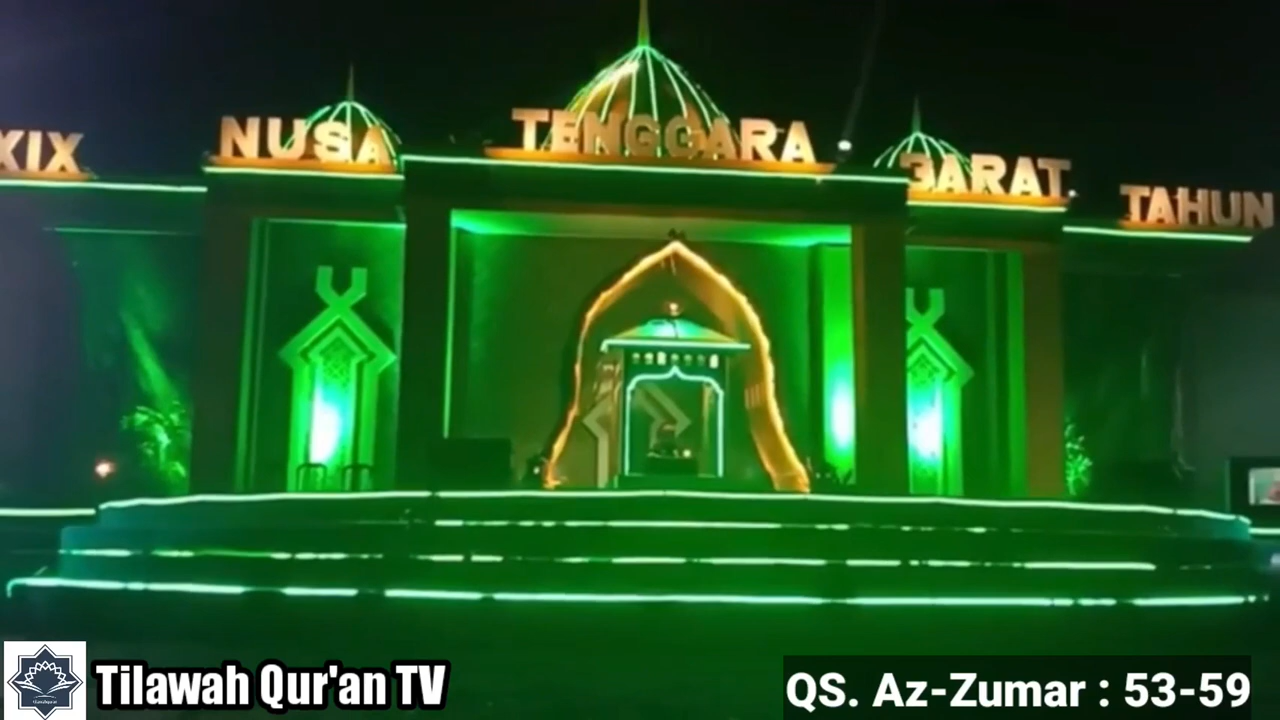 XIX NUSA TENGGARA BARAT TAHUN
Tilawah Qur'an TV
QS. Az-Zumar : 53-59